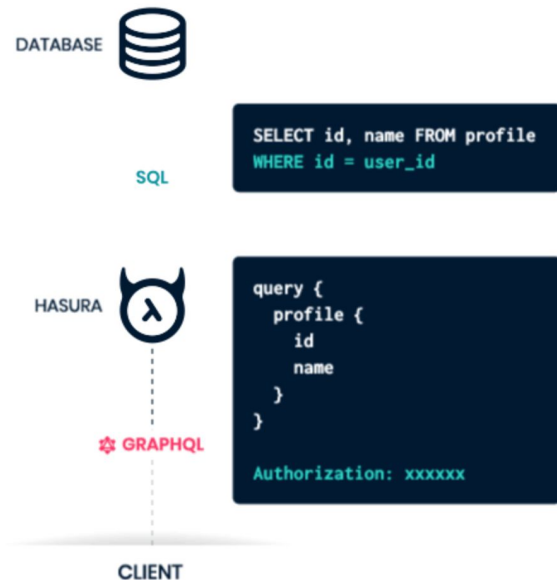 DATABASE
SELECT id, name FROM profile
WHERE id = user_id
SQL
HASURA
query {
  profile {
    id
    name
  }
}
GRAPHQL
Authorization: xxxxxx
CLIENT